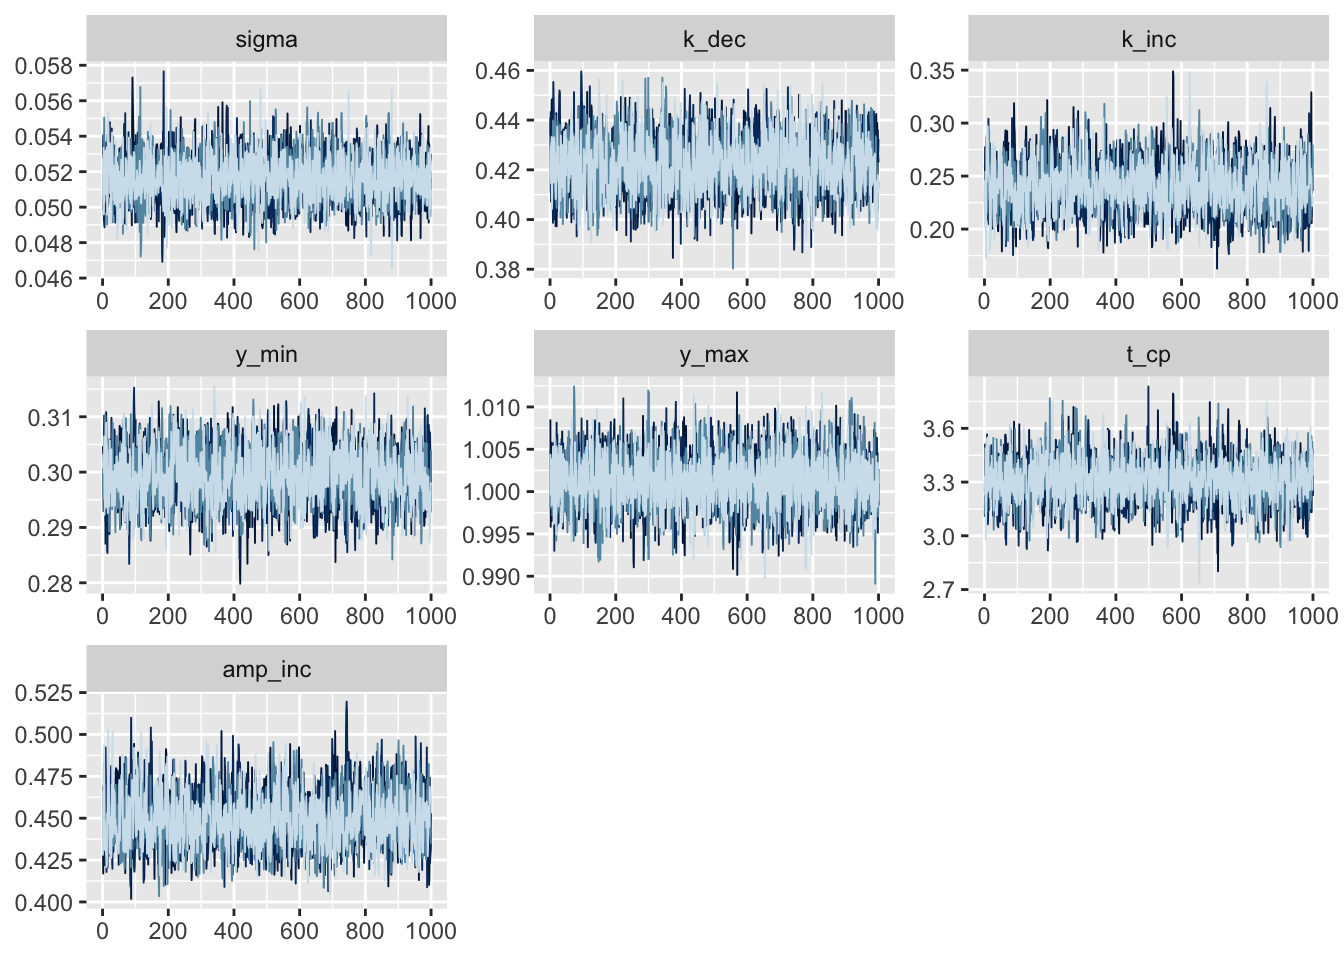 sigma
0.058
0.056
0.054
0.052
0.050
0.048
0.046
0 200 400 600 800 1000
k_dec
0.46
0.44
0.42
0.40
0.38
0 200 400 600 800 1000
k_inc
0.35
0.30
0.25
0.20
0 200 400 600 800 1000
y_min
0.31
0.30
0.29
0.28
0 200 400 600 800 1000
y_max
1.010
1.005
1.000
0.995
0.990
0 200 400 600 800 1000
t_cp
3.6
3.3
3.0
2.7
0 200 400 600 800 1000
amp_inc
0.525
0.500
0.475
0.450
0.425
0.400
0 200 400 600 800 1000